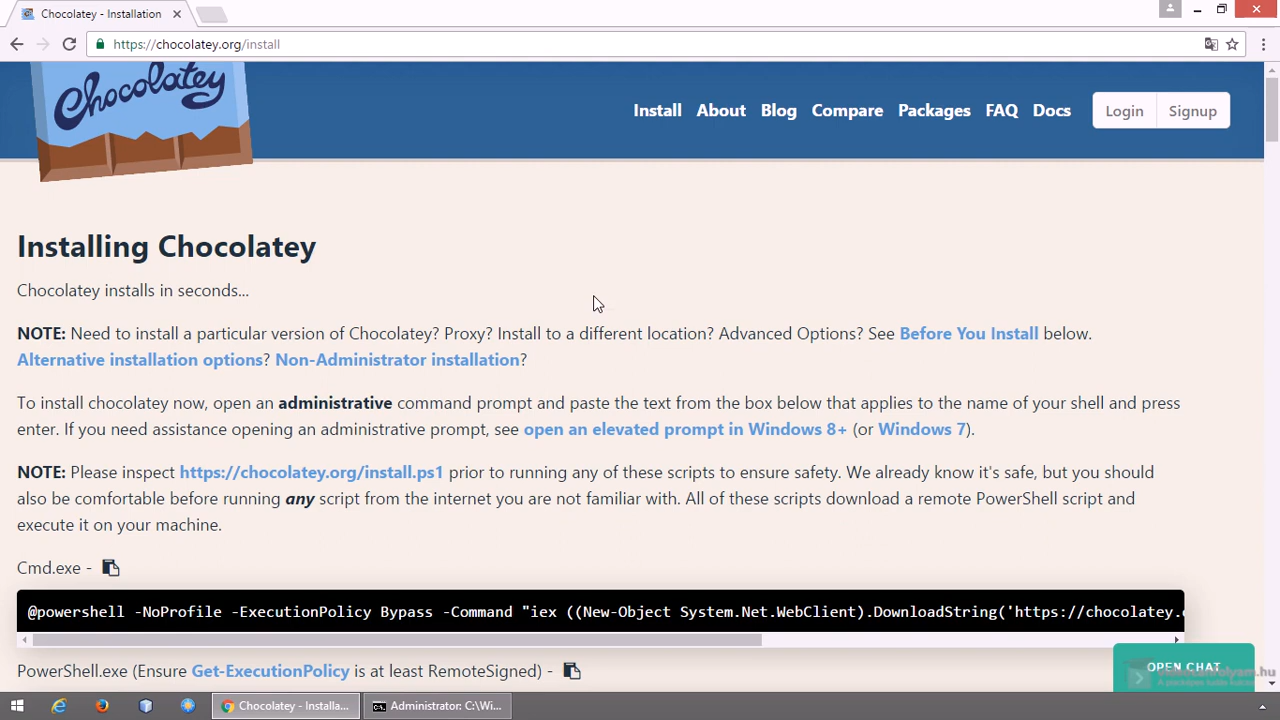 Chocolatey - Installation
https://chocolatey.org/install
Chocolatey
Install About Blog Compare Packages FAQ Docs Login Signup
Installing Chocolatey
Chocolatey installs in seconds...
NOTE: Need to install a particular version of Chocolatey? Proxy? Install to a different location? Advanced Options? See Before You Install below.
Alternative installation options? Non-Administrator installation?
To install chocolatey now, open an administrative command prompt and paste the text from the box below that applies to the name of your shell and press
enter. If you need assistance opening an administrative prompt, see open an elevated prompt in Windows 8+ (or Windows 7).
NOTE: Please inspect https://chocolatey.org/install.ps1 prior to running any of these scripts to ensure safety. We already know it's safe, but you should
also be comfortable before running any script from the internet you are not familiar with. All of these scripts download a remote PowerShell script and
execute it on your machine.
Cmd.exe -
@powershell -NoProfile -ExecutionPolicy Bypass -Command "iex ((New-Object System.Net.WebClient).DownloadString('https://chocolatey.
PowerShell.exe (Ensure Get-ExecutionPolicy is at least RemoteSigned) -
OPEN CHAT
Chocolatey - Installa...
Administrator: C:\Wi...